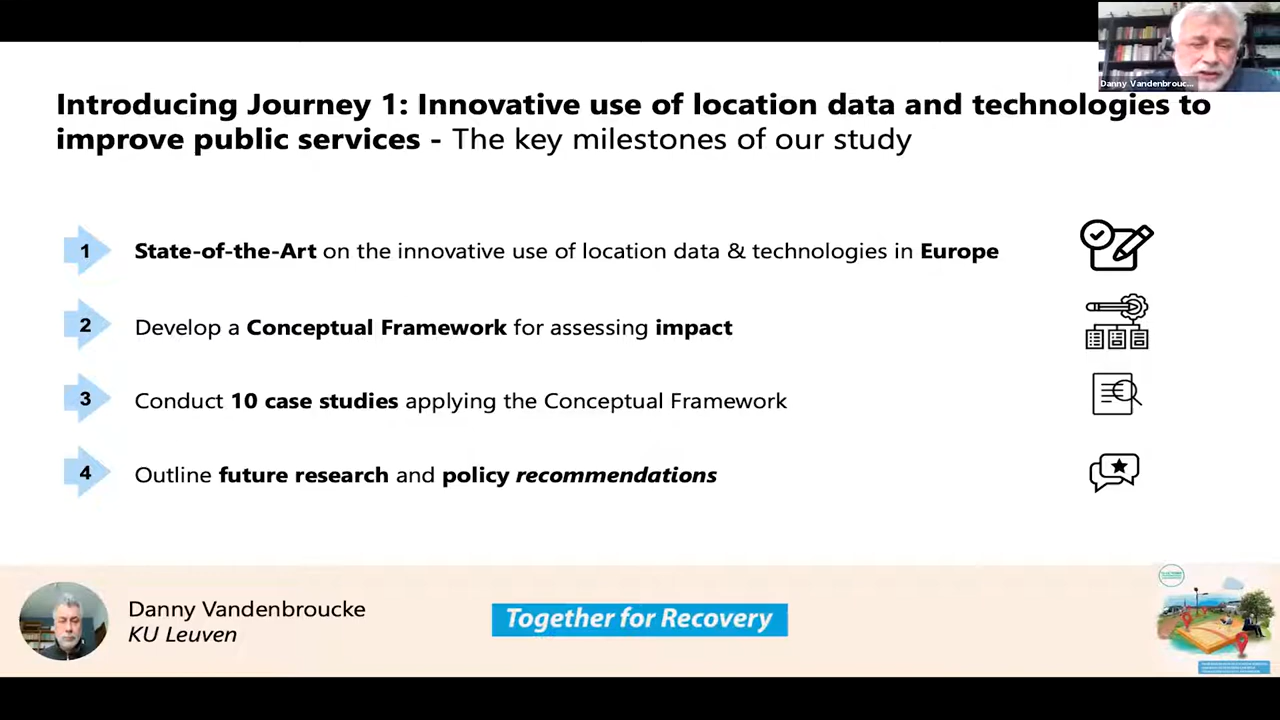 Danny Vandenbrouc...
Introducing Journey 1: Innovative use of location data and technologies to
improve public services - The key milestones of our study
1 State-of-the-Art on the innovative use of location data & technologies in Europe
2 Develop a Conceptual Framework for assessing impact
3 Conduct 10 case studies applying the Conceptual Framework
4 Outline future research and policy recommendations
Danny Vandenbroucke
KU Leuven
Together for Recovery